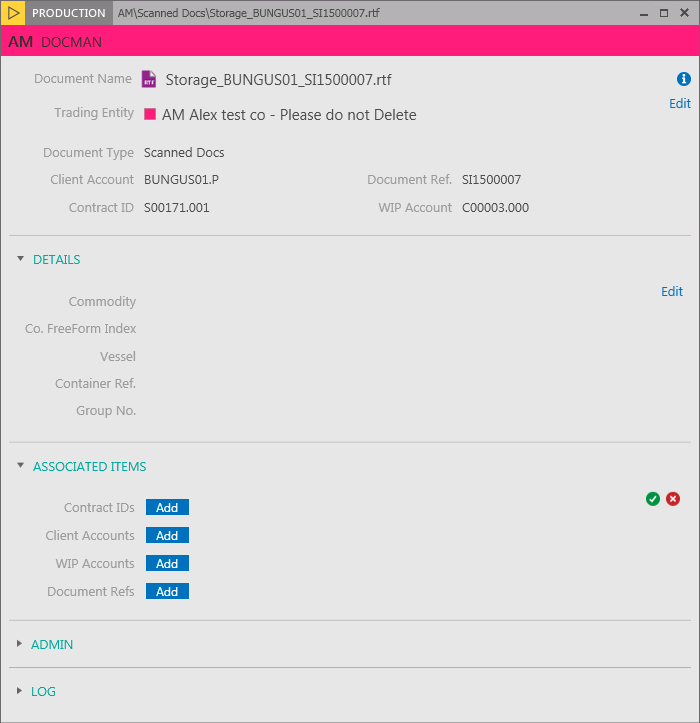 PRODUCTION AM\Scanned Docs\Storage_BUNGUS01_SI1500007.rtf
AM DOCMAN
Document Name RTF Storage_BUNGUS01_SI1500007.rtf
Edit
Trading Entity AM Alex test co - Please do not Delete
Document Type Scanned Docs
Client Account BUNGUS01.P Document Ref. SI1500007
Contract ID S00171.001 WIP Account C00003.000
DETAILS
Edit
Commodity
Co. FreeForm Index
Vessel
Container Ref.
Group No.
ASSOCIATED ITEMS
Contract IDs Add
Client Accounts Add
WIP Accounts Add
Document Refs Add
ADMIN
LOG